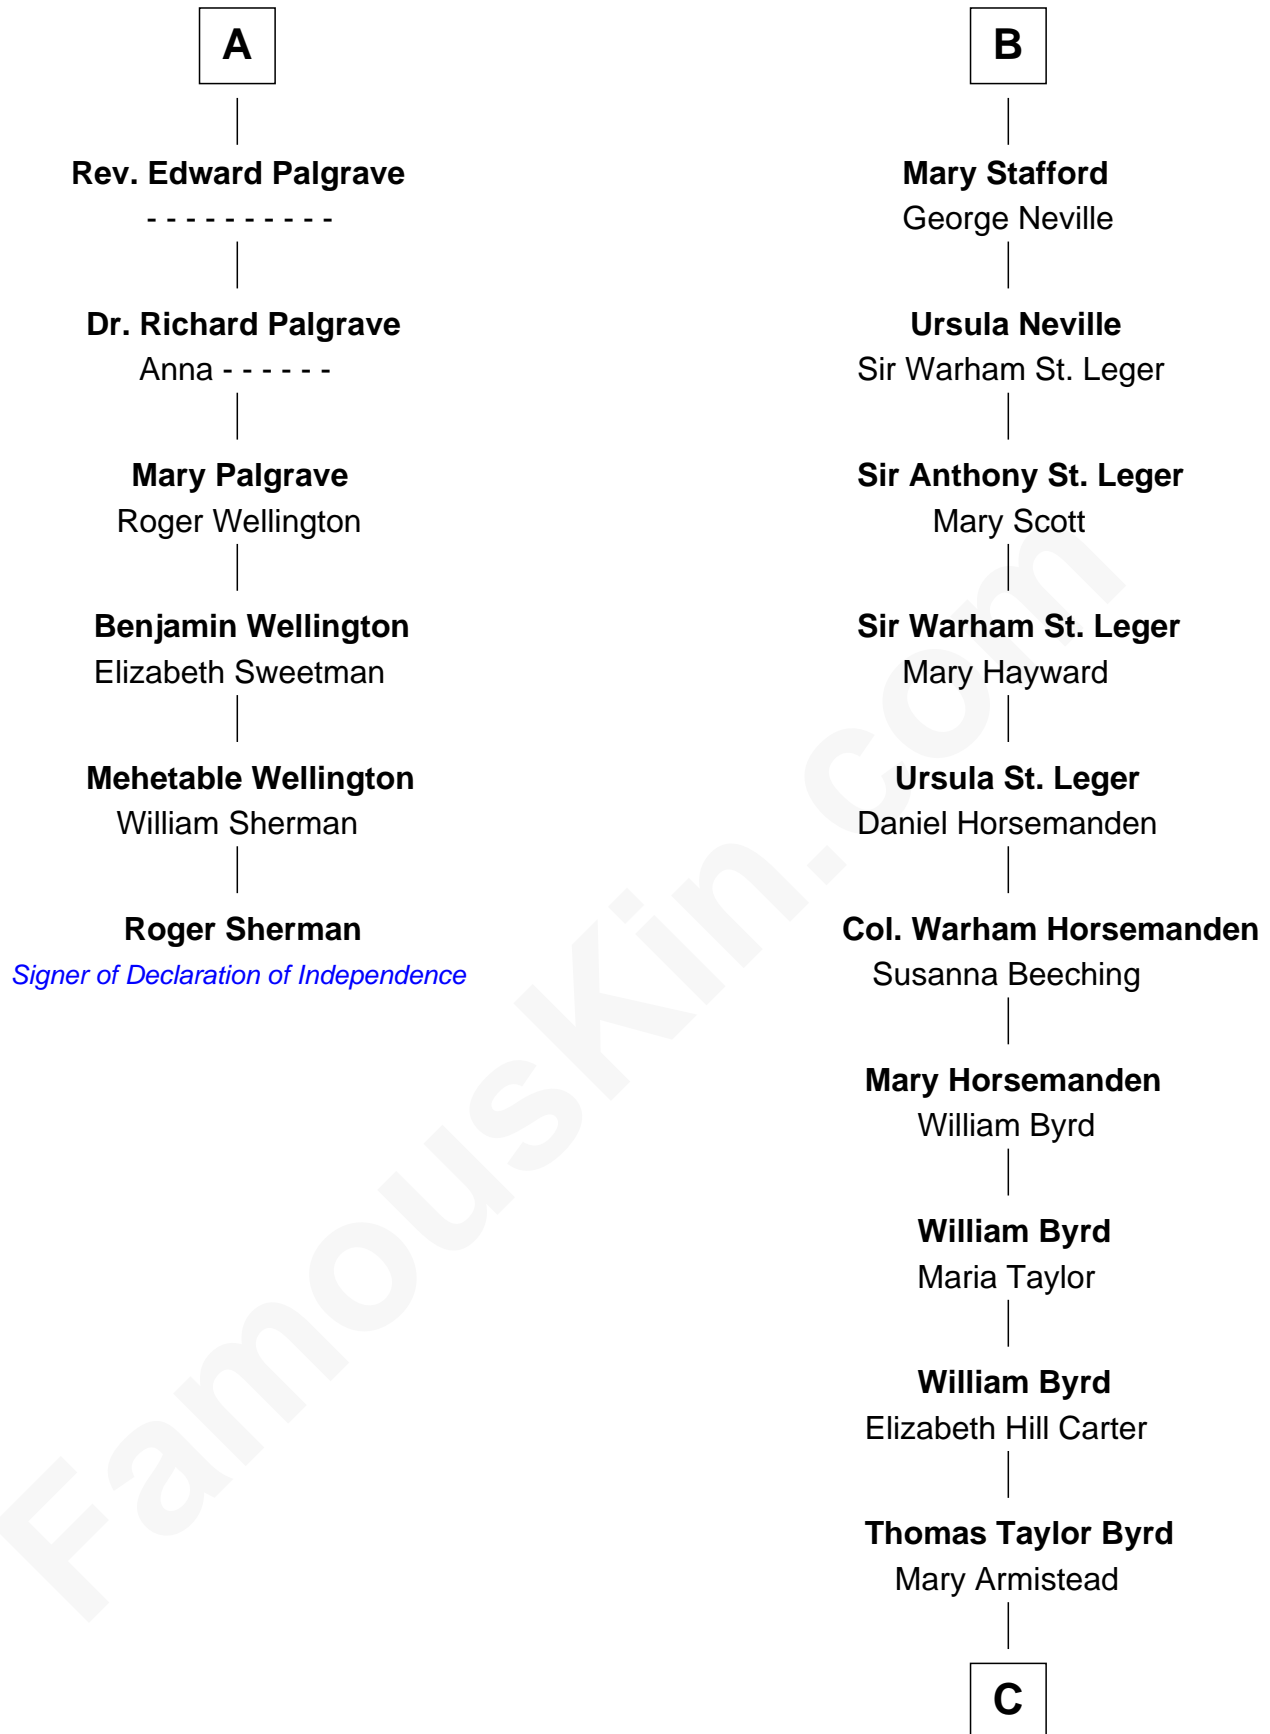 A
Rev. Edward Palgrave
- - - - - - - - - -
Dr. Richard Palgrave
Anna - - - - - -
Mary Palgrave
Roger Wellington
Benjamin Wellington
Elizabeth Sweetman
Mehetable Wellington
William Sherman
Roger Sherman
Signer of Declaration of Independence
B
Mary Stafford
George Neville
Ursula Neville
Sir Warham St. Leger
Sir Anthony St. Leger
Mary Scott
Sir Warham St. Leger
Mary Hayward
Ursula St. Leger
Daniel Horsemanden
Col. Warham Horsemanden
Susanna Beeching
Mary Horsemanden
William Byrd
William Byrd
Maria Taylor
William Byrd
Elizabeth Hill Carter
Thomas Taylor Byrd
Mary Armistead
C
FamousKin.com